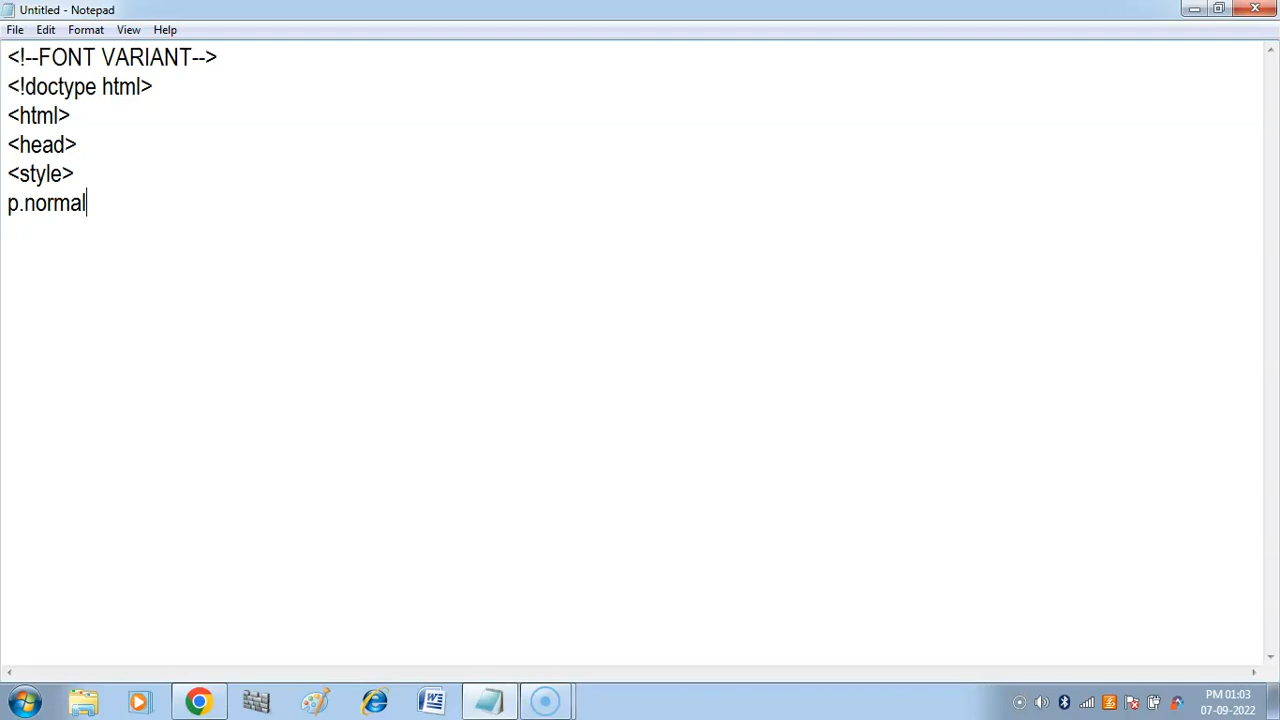 Untitled - Notepad
File Edit Format View Help
<!--FONT VARIANT-->
<!doctype html>
<html>
<head>
<style>
p.normal
PM 01:03
07-09-2022